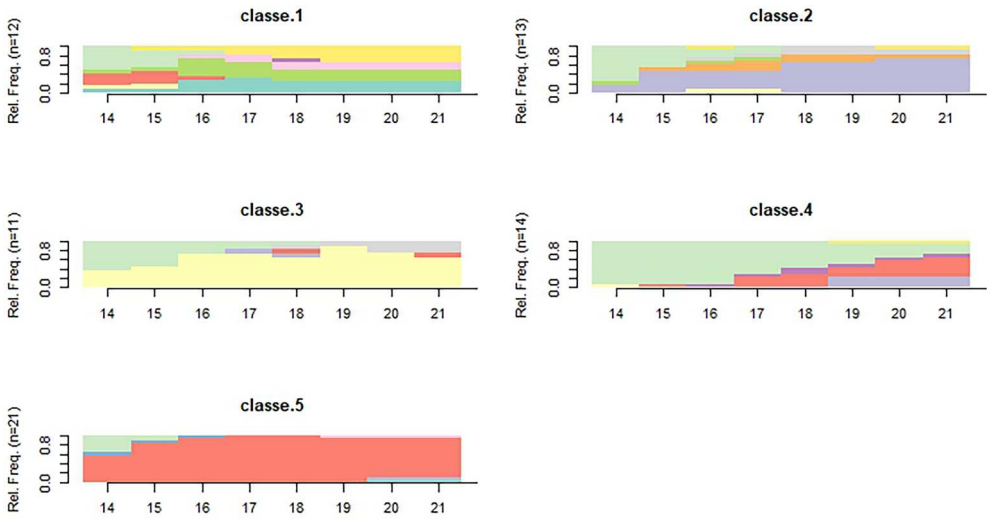 classe.1
Rel. Freq. (n=12)
0.0 0.8
14 15 16 17 18 19 20 21
classe.2
Rel. Freq. (n=13)
0.0 0.8
14 15 16 17 18 19 20 21
classe.3
Rel. Freq. (n=11)
0.0 0.8
14 15 16 17 18 19 20 21
classe.4
Rel. Freq. (n=14)
0.0 0.8
14 15 16 17 18 19 20 21
classe.5
Rel. Freq. (n=21)
0.0 0.8
14 15 16 17 18 19 20 21